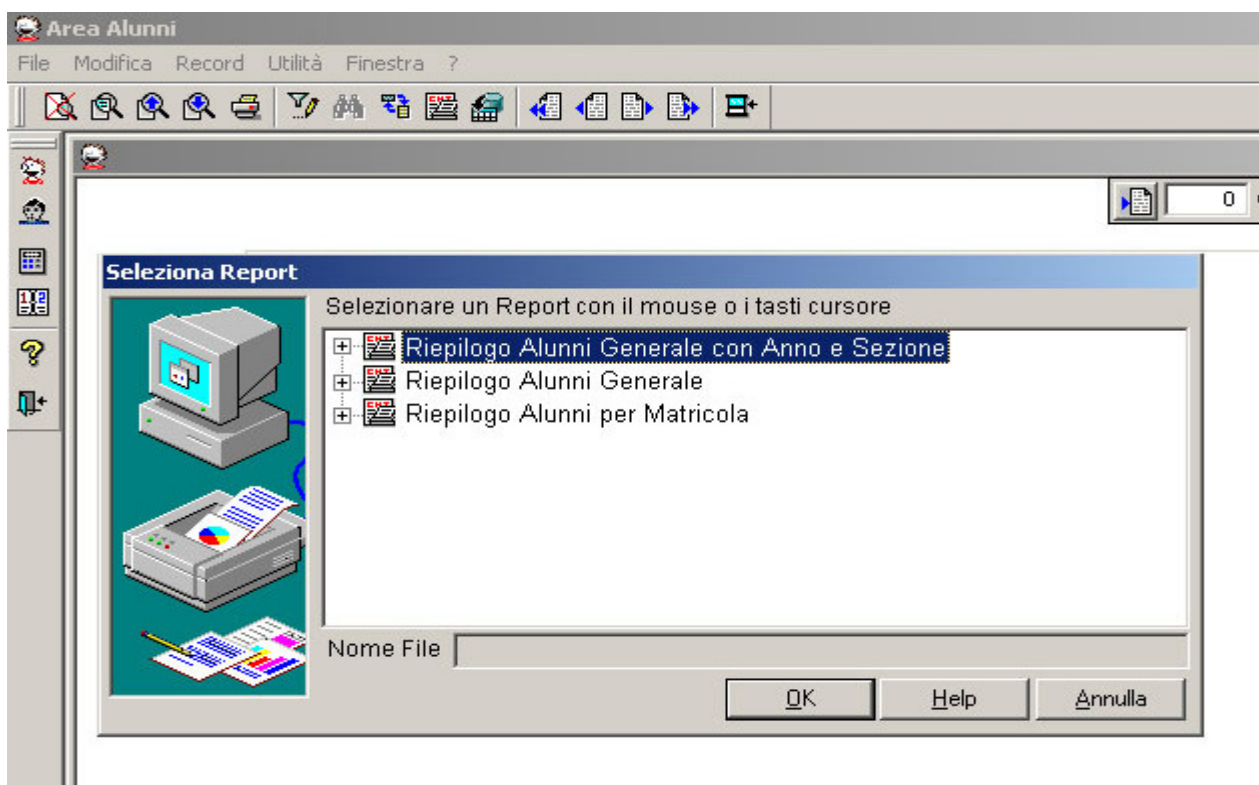 Area Alunni
File Modifica Record Utilità Finestra ?
0
Seleziona Report
Selezionare un Report con il mouse o i tasti cursore
Riepilogo Alunni Generale con Anno e Sezione
Riepilogo Alunni Generale
Riepilogo Alunni per Matricola
Nome File
OK Help Annulla